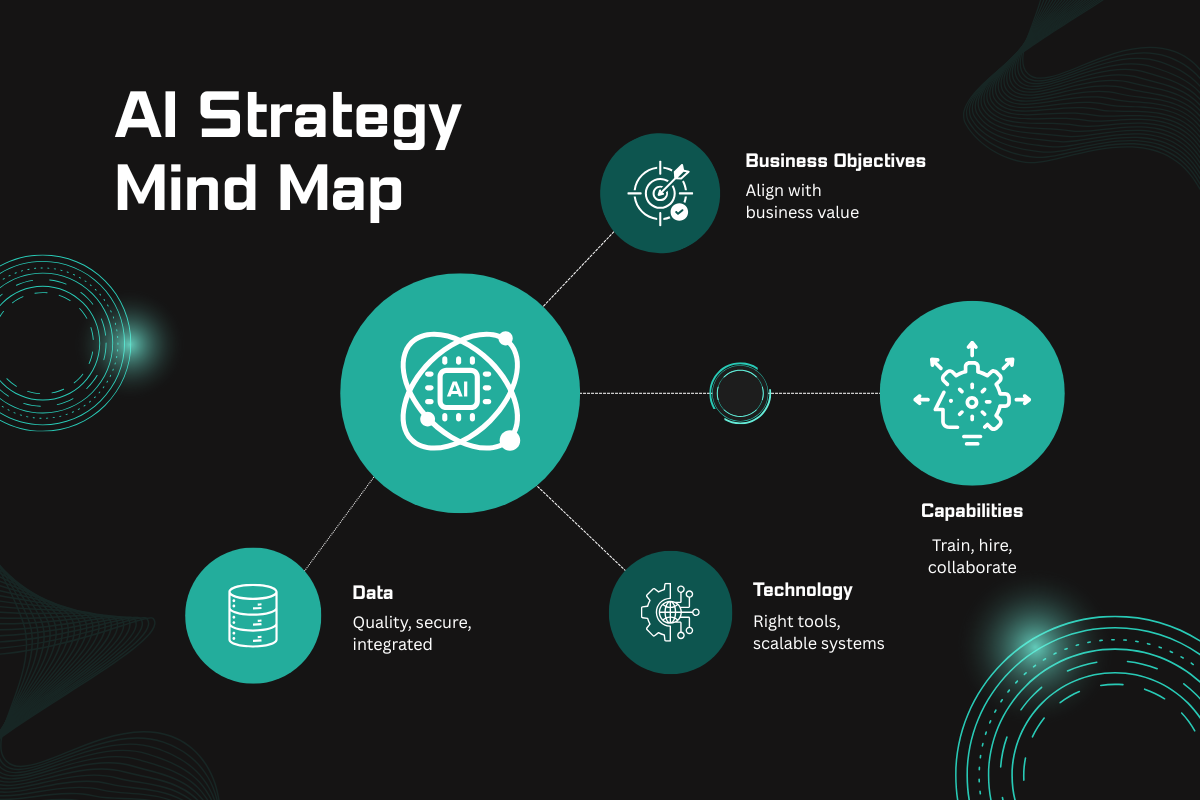 AI Strategy
Mind Map
Business Objectives
Align with
business value
AI
Capabilities
Train, hire,
collaborate
Data
Quality, secure,
integrated
Technology
Right tools,
scalable systems